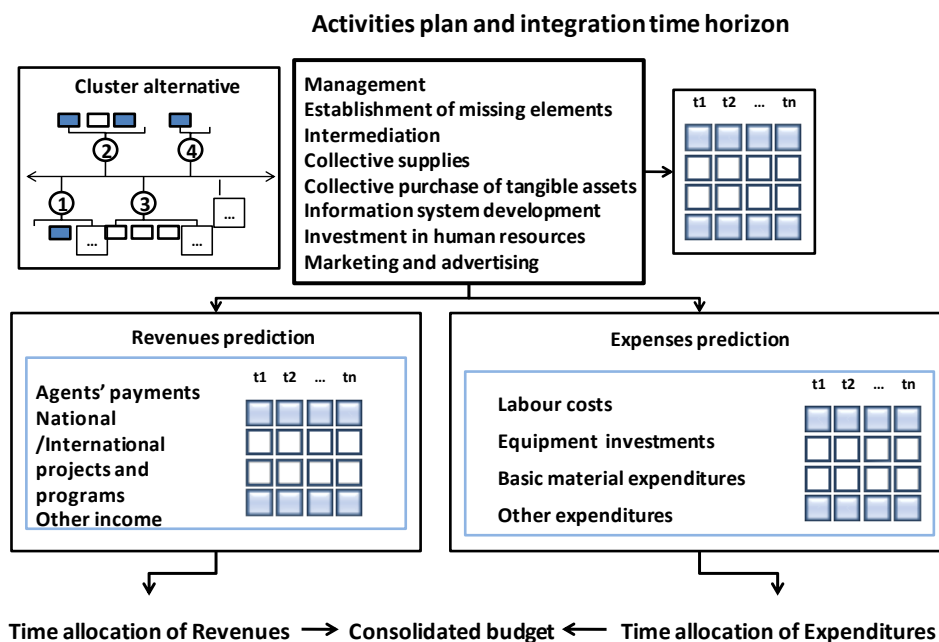 Activities plan and integration time horizon
Cluster alternative
2
4
1
3
...
...
...
Management
Establishment of missing elements
Intermediation
Collective supplies
Collective purchase of tangible assets
Information system development
Investment in human resources
Marketing and advertising
t1 t2 ... tn
Revenues prediction
Agents' payments
National
/International
projects and
programs
Other income
t1 t2 ... tn
Expenses prediction
Labour costs
Equipment investments
Basic material expenditures
Other expenditures
t1 t2 ... tn
Time allocation of Revenues Consolidated budget Time allocation of Expenditures